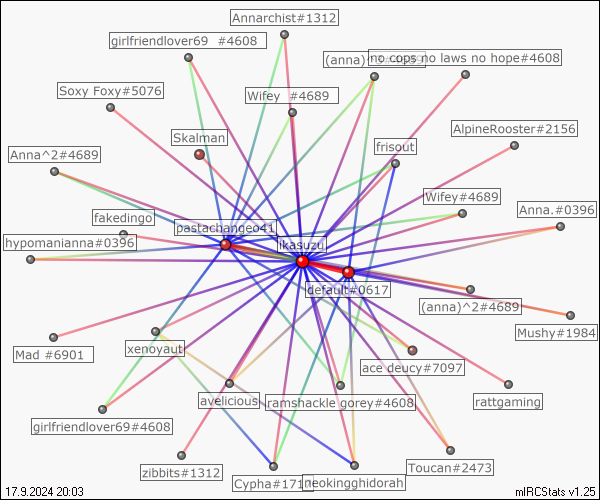 Annarchist#1312
girlfriendlover69 #4608
(anna)
no cops no laws no hope#4608
Soxy Foxy#5076
Wifey #4689
Skalman
AlpineRooster#2156
frisout
Anna^2#4689
Wifey#4689
Anna.#0396
fakedingo
pastachangeo41
hypomanianna#0396
ikasuzu
default#0617
(anna)^2#4689
Mushy#1984
Mad #6901
xenoyaut
ace deucy#7097
avelicious
ramshackle gorey#4608
rattgaming
girlfriendlover69#4608
zibbits#1312
Cypha#171
neokingghidorah
Toucan#2473
17.9.2024 20:03
mIRCStats v1.25